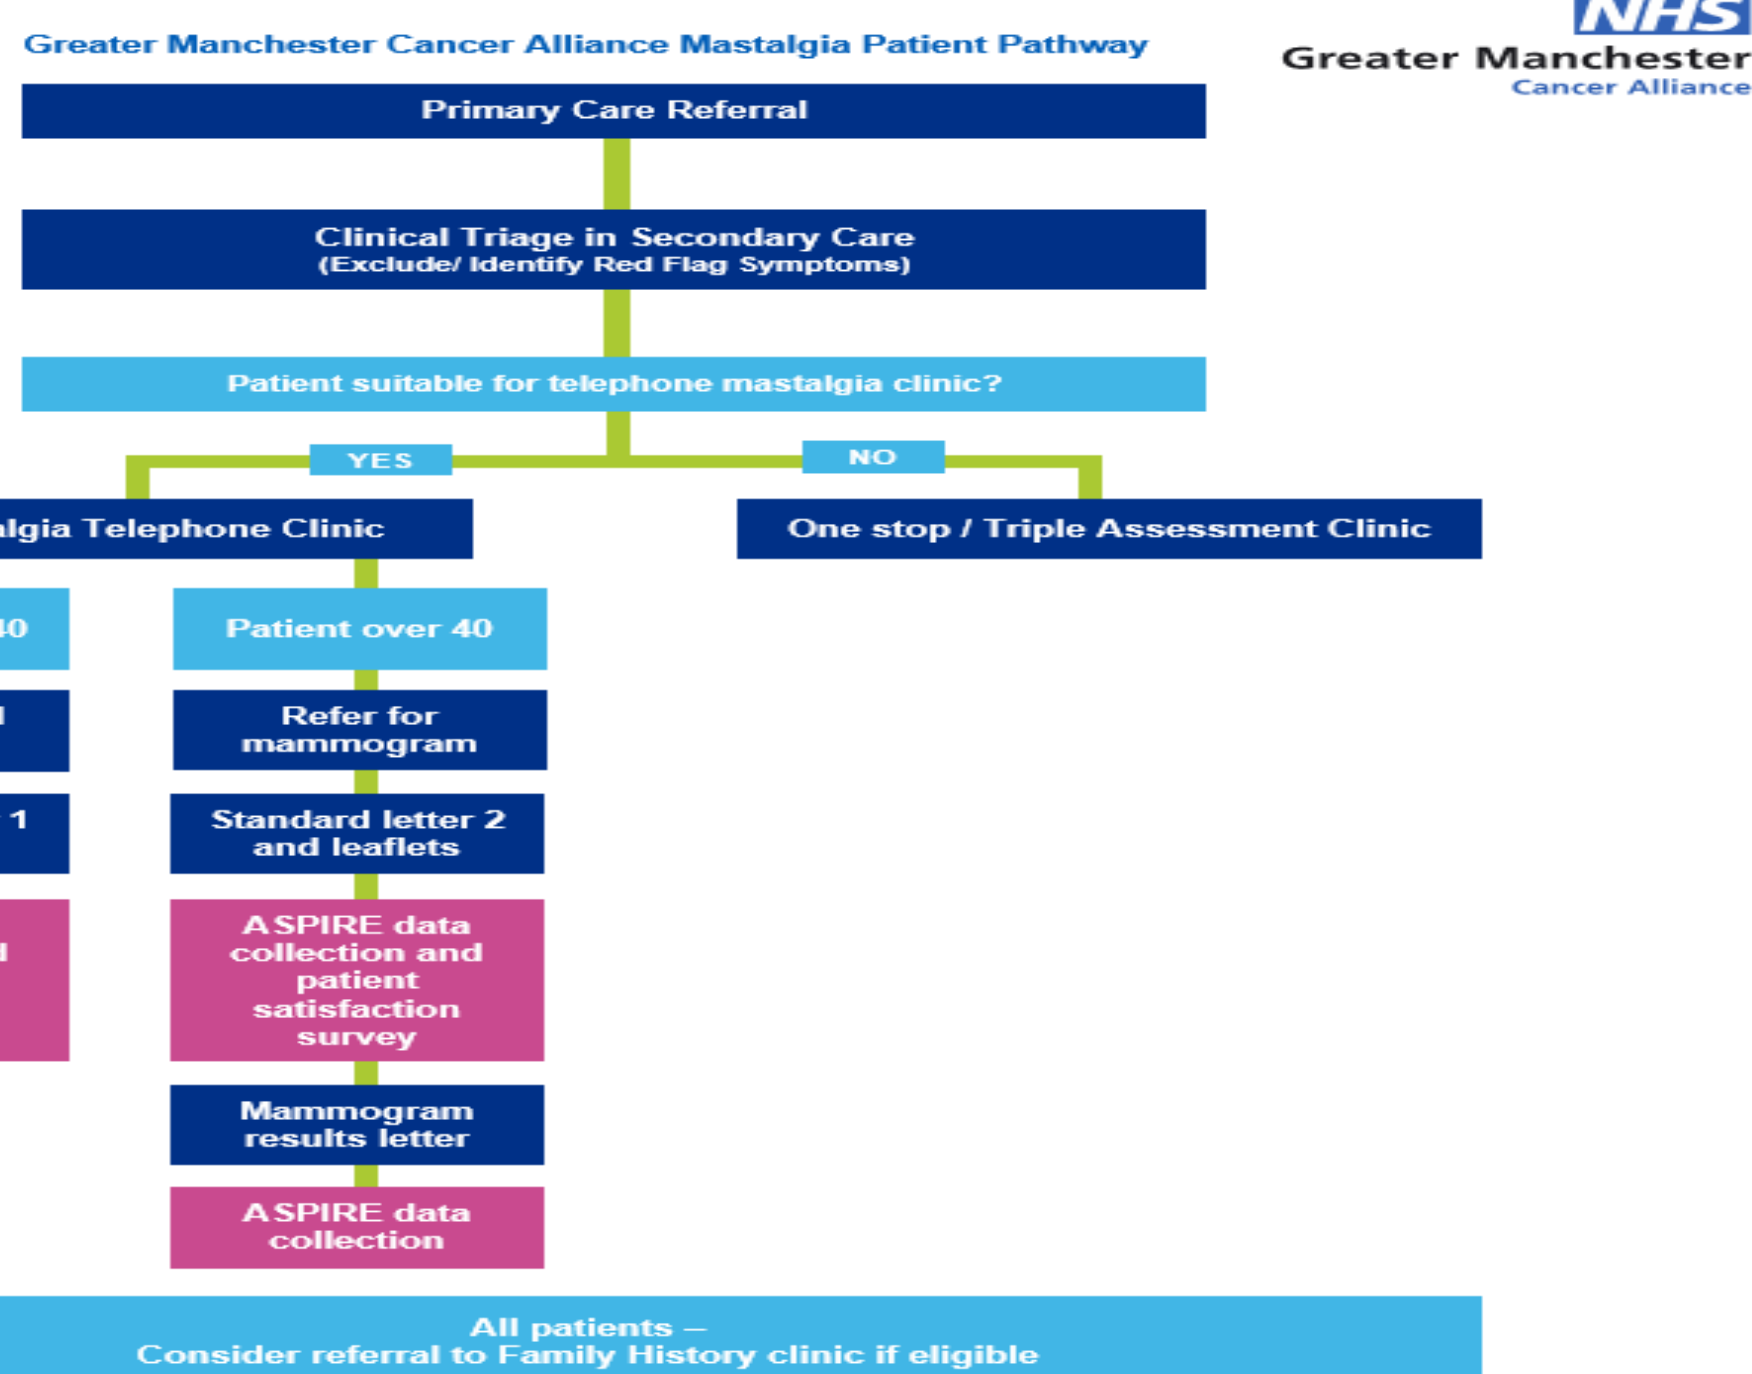 NHS
Greater Manchester Cancer Alliance Mastalgia Patient Pathway
Greater Manchester
Cancer Alliance
Primary Care Referral
Clinical Triage in Secondary Care
(Exclude/ Identify Red Flag Symptoms)
Patient suitable for telephone mastalgia clinic?
YES
NO
Telephone Clinic
One stop / Triple Assessment Clinic
40
Patient over 40
Refer for
mammogram
1
Standard letter 2
and leaflets
ASPIRE data
collection and
patient
satisfaction
survey
Mammogram
results letter
ASPIRE data
collection
All patients –
Consider referral to Family History clinic if eligible